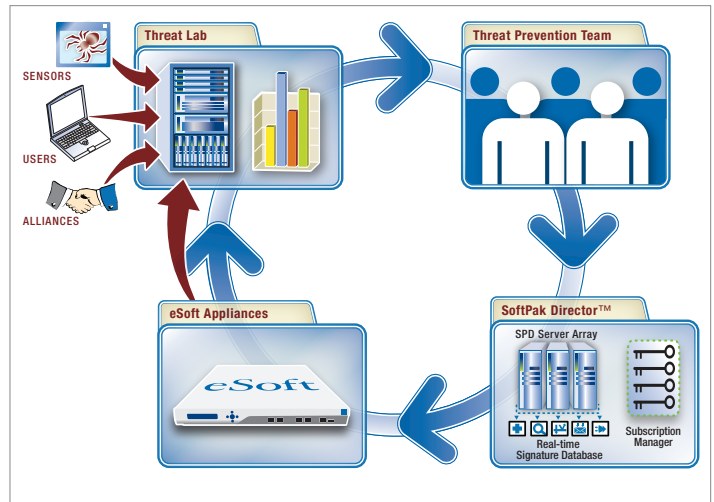 Threat Lab
Threat Prevention Team
SENSORS
USERS
ALLIANCES
eSoft Appliances
eSoft
SoftPak Director™
SPD Server Array
Real-time
Signature Database
Subscription
Manager